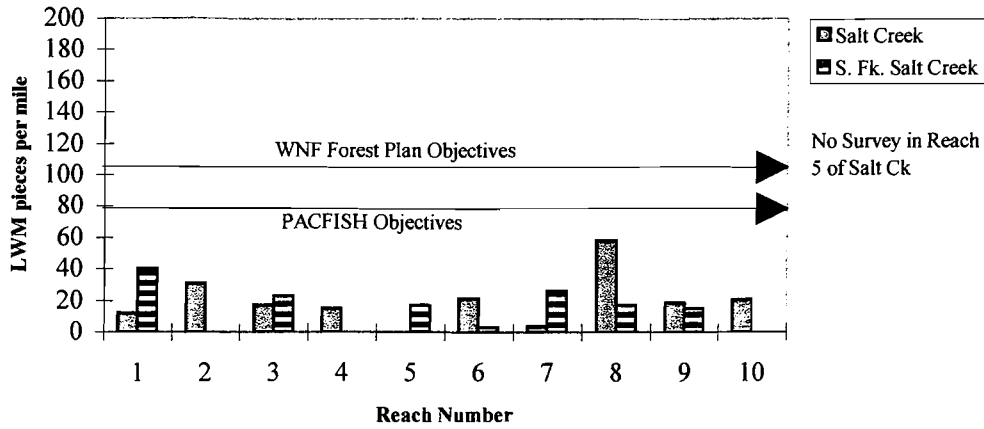 200
180
160
140
120
100
80
60
40
20
0
LWM pieces per mile
WNF Forest Plan Objectives
PACFISH Objectives
1 2 3 4 5 6 7 8 9 10
Reach Number
Salt Creek
S. Fk. Salt Creek
No Survey in Reach
5 of Salt Ck